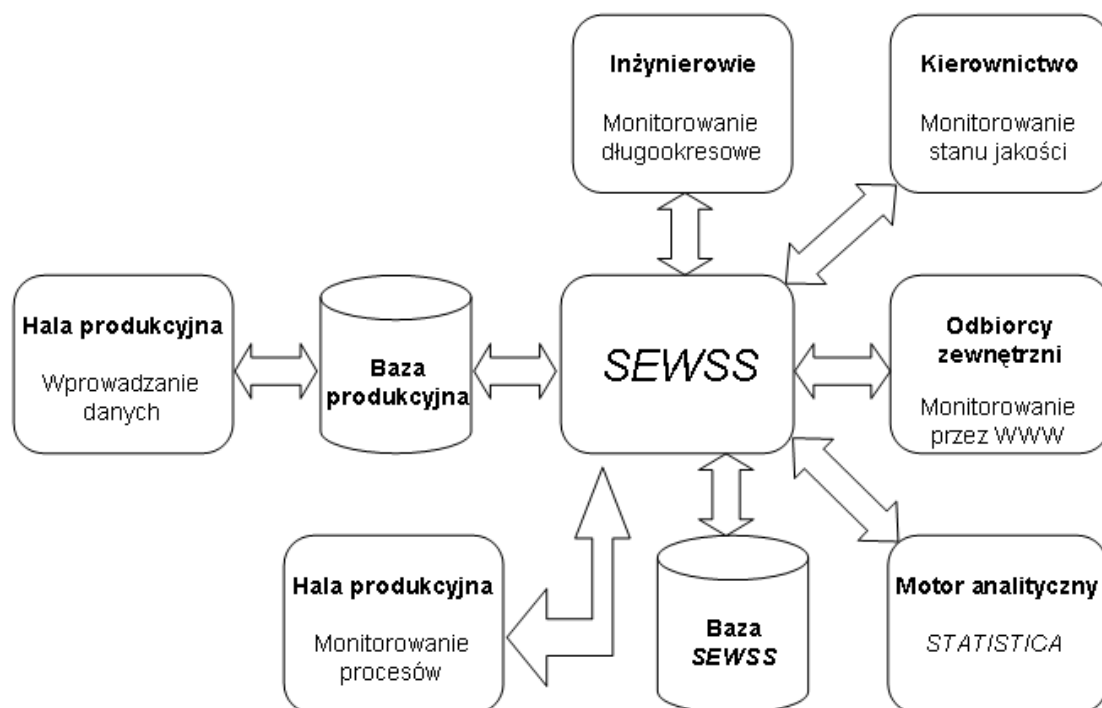 Inżynierowie
Monitorowanie
długookresowe
Kierownictwo
Monitorowanie
stanu jakości
Hala produkcyjna
Wprowadzanie
danych
Baza
produkcyjna
SEWSS
Odbiorcy
zewnętrzni
Monitorowanie
przez WWW
Hala produkcyjna
Monitorowanie
procesów
Baza
SEWSS
Motor analityczny
STATISTICA